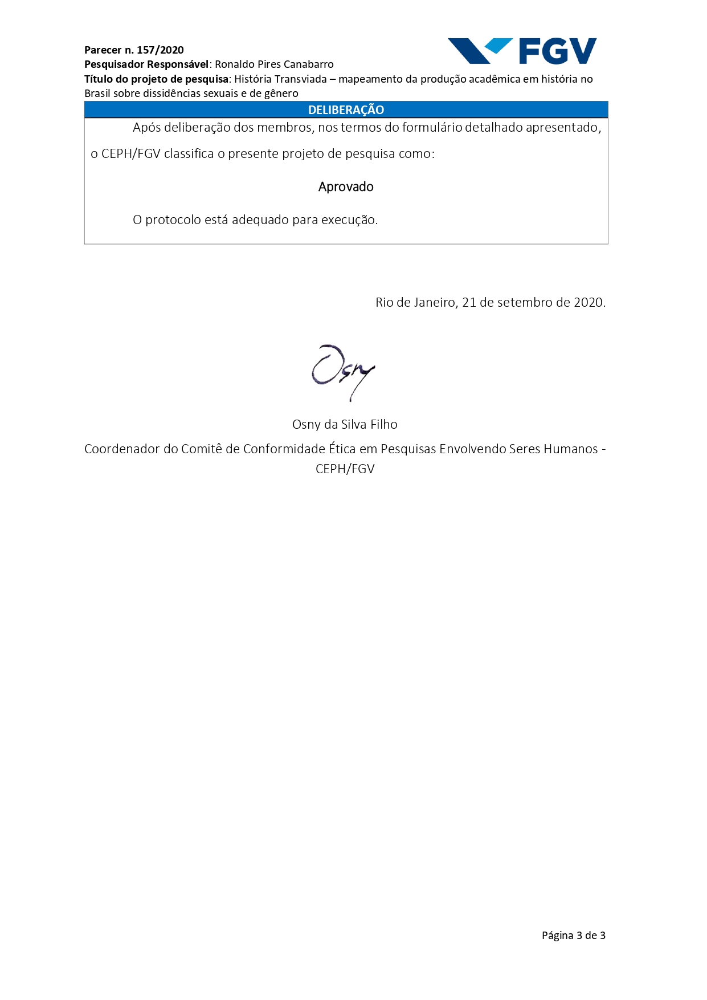 Parecer n. 157/2020
FGV
Pesquisador Responsável: Ronaldo Pires Canabarro
Título do projeto de pesquisa: História Transviada – mapeamento da produção acadêmica em história no
Brasil sobre dissidências sexuais e de gênero
DELIBERAÇÃO
Após deliberação dos membros, nos termos do formulário detalhado apresentado,
o CEPH/FGV classifica o presente projeto de pesquisa como:
Aprovado
O protocolo está adequado para execução.
Rio de Janeiro, 21 de setembro de 2020.
Osny
Osny da Silva Filho
Coordenador do Comitê de Conformidade Ética em Pesquisas Envolvendo Seres Humanos -
CEPH/FGV
Página 3 de 3